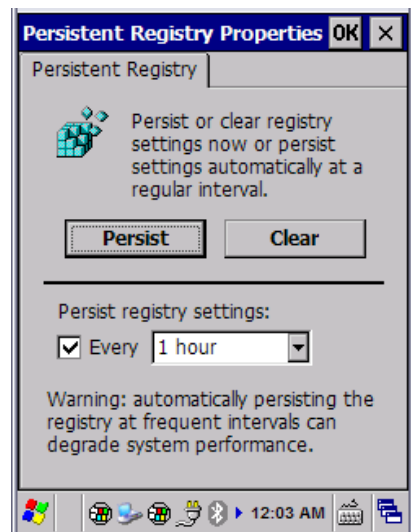 Persistent Registry Properties OK ×
Persistent Registry
Persist or clear registry
settings now or persist
settings automatically at a
regular interval.
Persist Clear
Persist registry settings:
Every 1 hour
Warning: automatically persisting the
registry at frequent intervals can
degrade system performance.
12:03 AM